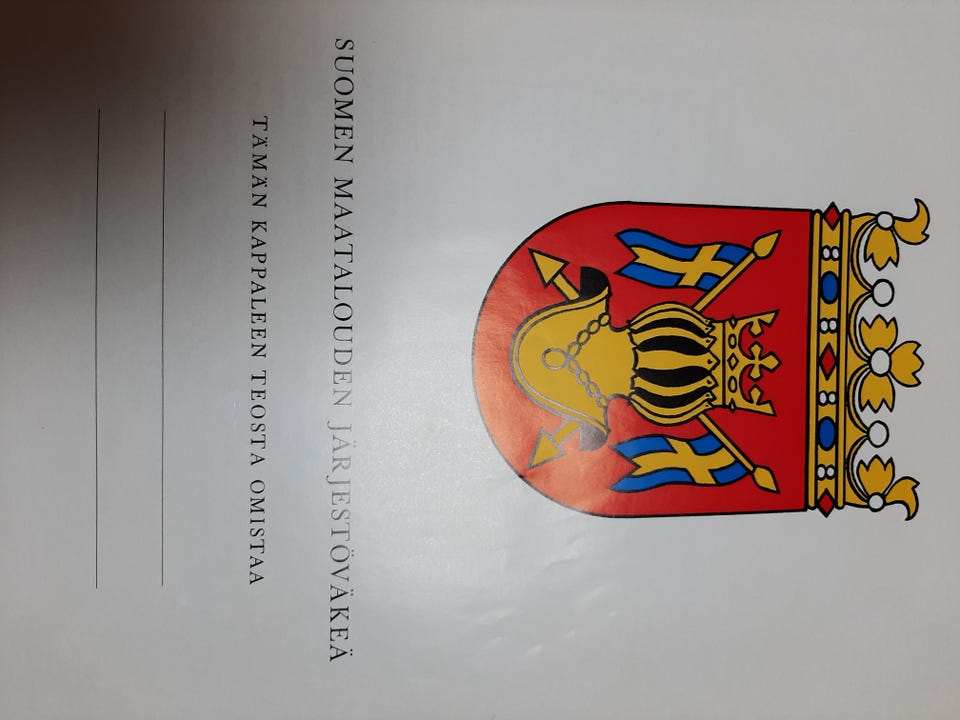 SUOMEN MAATALOUDEN JÄRJESTÖVÄKEÄ
TÄMÄN KAPPALEEN TEOSTA OMISTAA